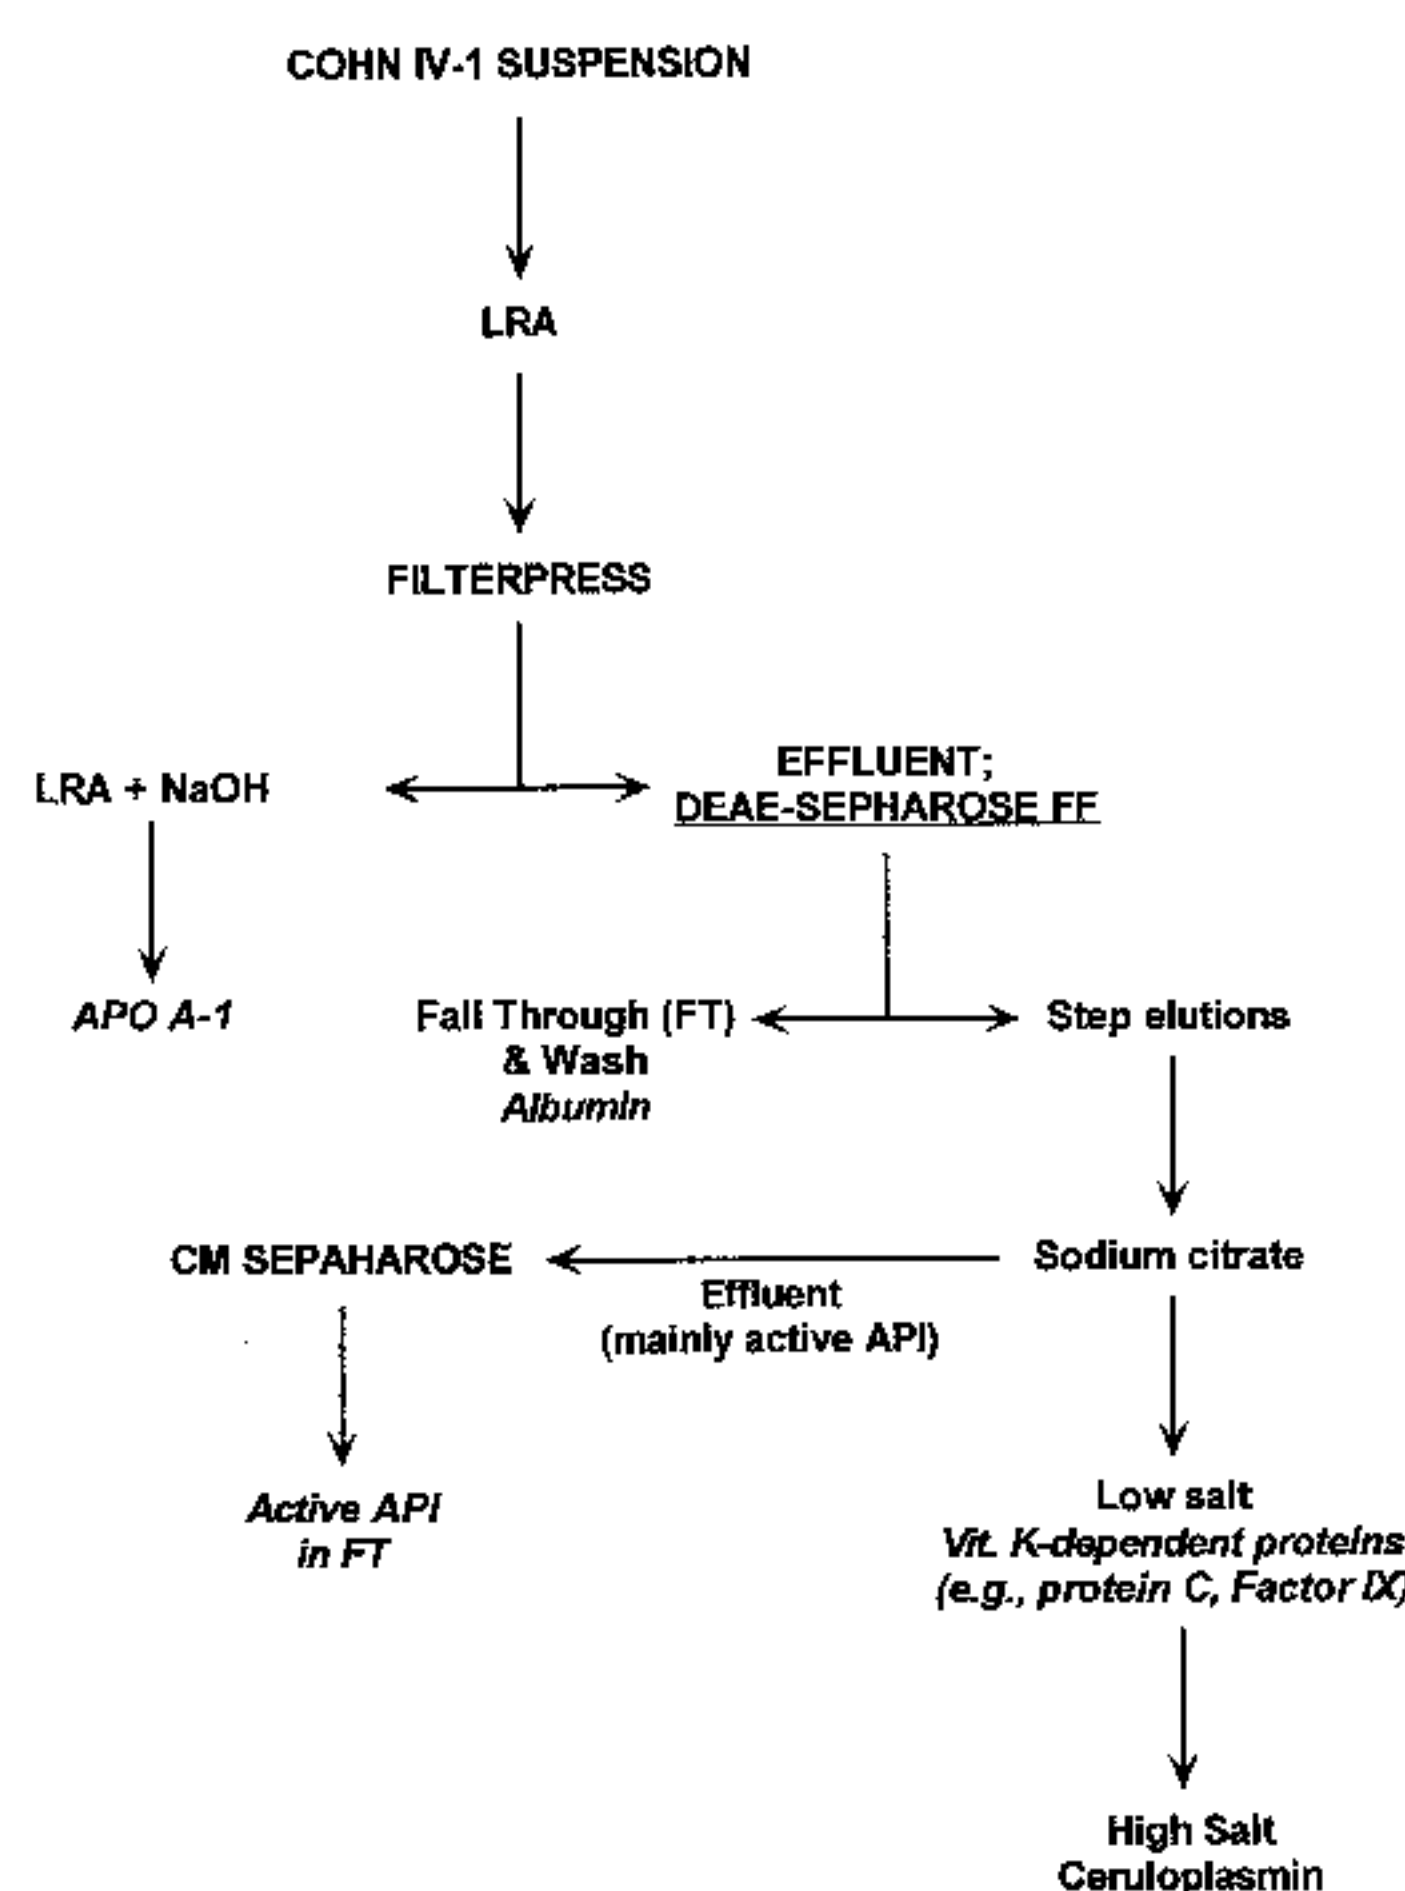 COHN IV-1 SUSPENSION
LRA
FILTERPRESS
LRA + NaOH
EFFLUENT;
DEAE-SEPHAROSE FF
APO A-1
Fall Through (FT)
& Wash
Albumin
Step elutions
CM SEPAHAROSE
Sodium citrate
Effluent
(mainly active API)
Active API
in FT
Low salt
Vit. K-dependent proteins
(e.g., protein C, Factor IX)
High Salt
Ceruloplasmin